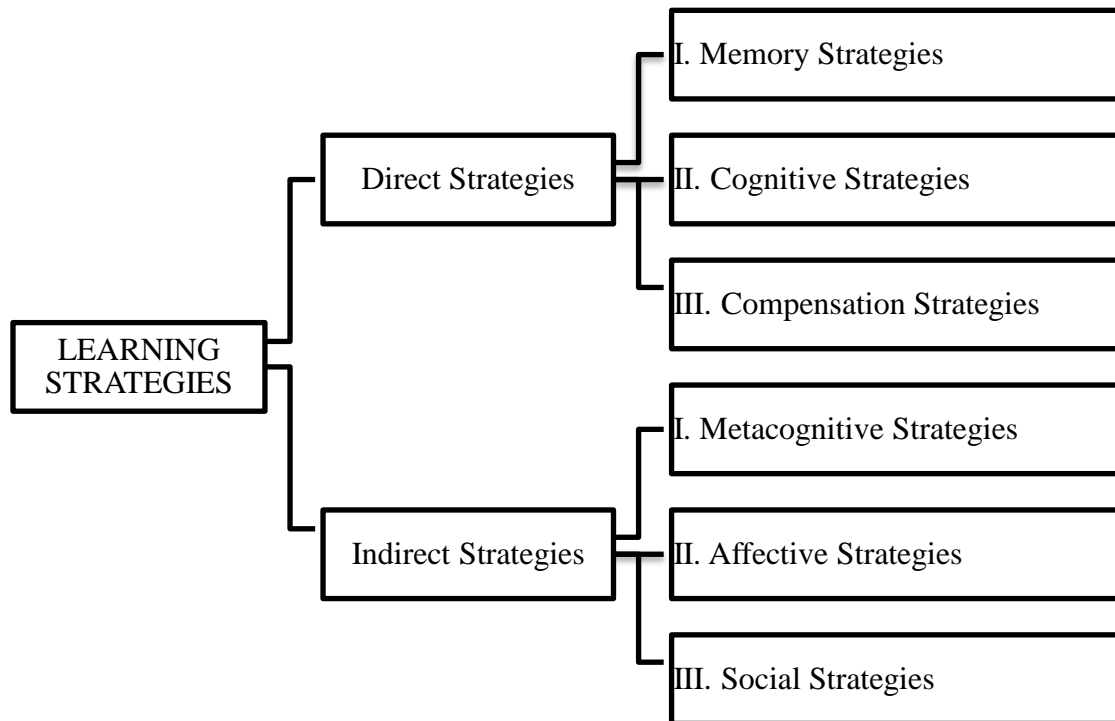 I. Memory Strategies
Direct Strategies
II. Cognitive Strategies
III. Compensation Strategies
LEARNING
STRATEGIES
I. Metacognitive Strategies
Indirect Strategies
II. Affective Strategies
III. Social Strategies